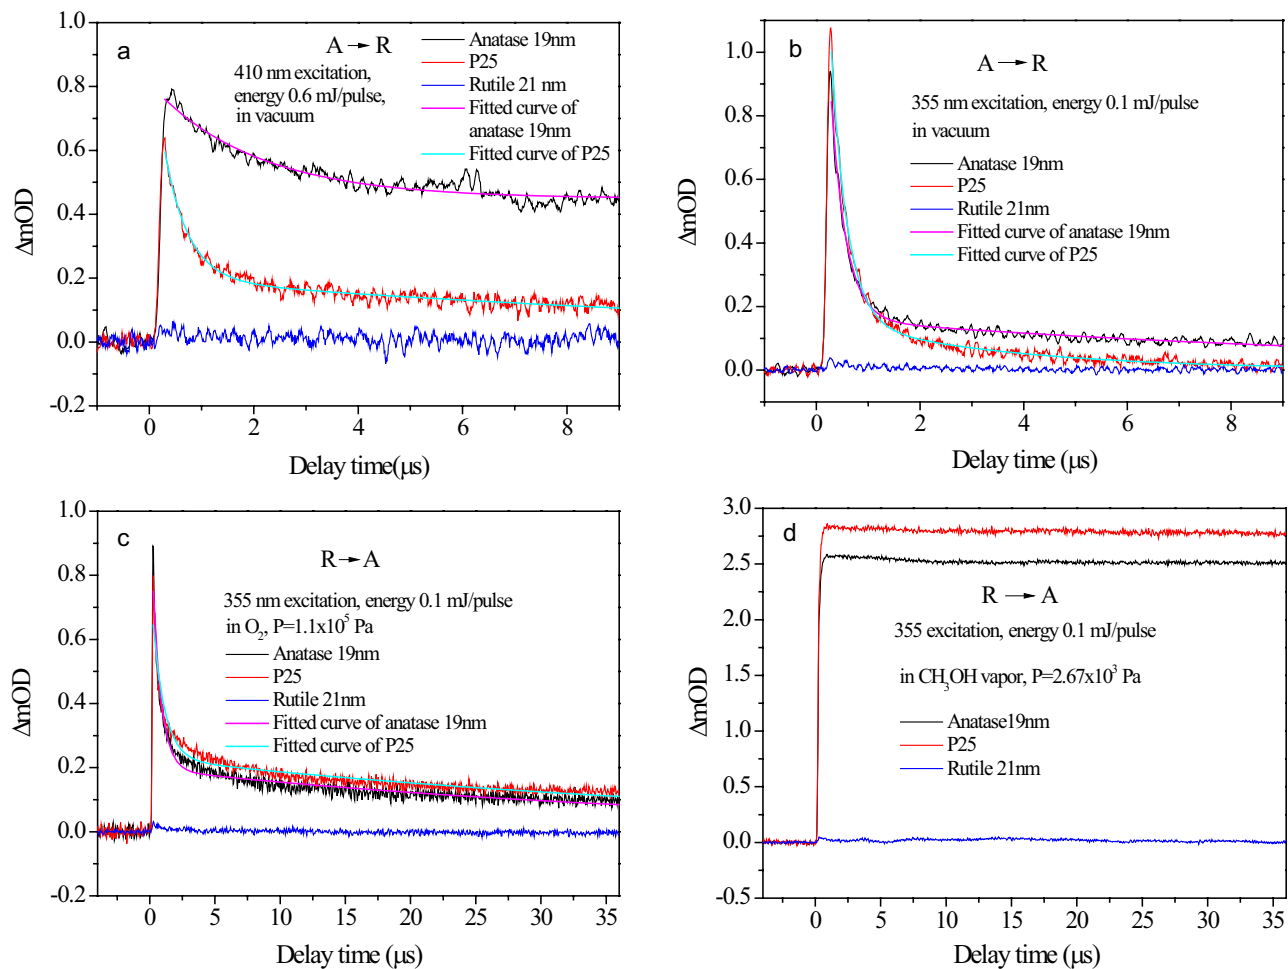 a
A → R
410 nm excitation,
energy 0.6 mJ/pulse,
in vacuum
Anatase 19nm
P25
Rutile 21 nm
Fitted curve of
anatase 19nm
Fitted curve of P25
1.0
0.8
0.6
0.4
0.2
0.0
-0.2
ΔmOD
0 2 4 6 8
Delay time(μs)
b
A → R
355 nm excitation, energy 0.1 mJ/pulse
in vacuum
Anatase 19nm
P25
Rutile 21nm
Fitted curve of anatase 19nm
Fitted curve of P25
1.0
0.8
0.6
0.4
0.2
0.0
ΔmOD
0 2 4 6 8
Delay time (μs)
c
R → A
355 nm excitation, energy 0.1 mJ/pulse
in O₂, P=1.1x10⁵ Pa
Anatase 19nm
P25
Rutile 21nm
Fitted curve of anatase 19nm
Fitted curve of P25
1.0
0.8
0.6
0.4
0.2
0.0
-0.2
ΔmOD
0 5 10 15 20 25 30 35
Delay time (μs)
d
R → A
355 excitation, energy 0.1 mJ/pulse
in CH₃OH vapor, P=2.67x10³ Pa
Anatase19nm
P25
Rutile 21nm
3.0
2.5
2.0
1.5
1.0
0.5
0.0
-0.5
ΔmOD
0 5 10 15 20 25 30 35
Delay time (μs)